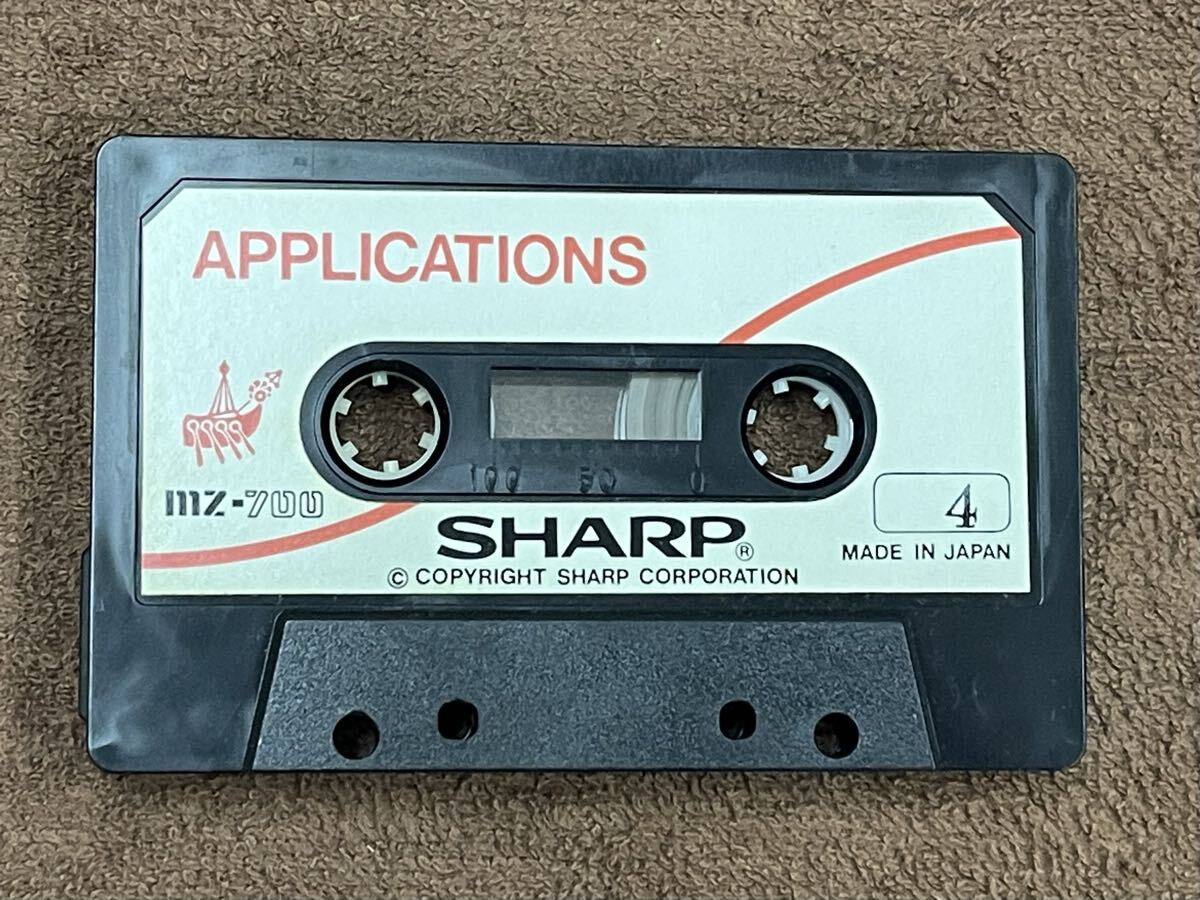 APPLICATIONS
100 50 0
mz-700
4
SHARP®
MADE IN JAPAN
© COPYRIGHT SHARP CORPORATION